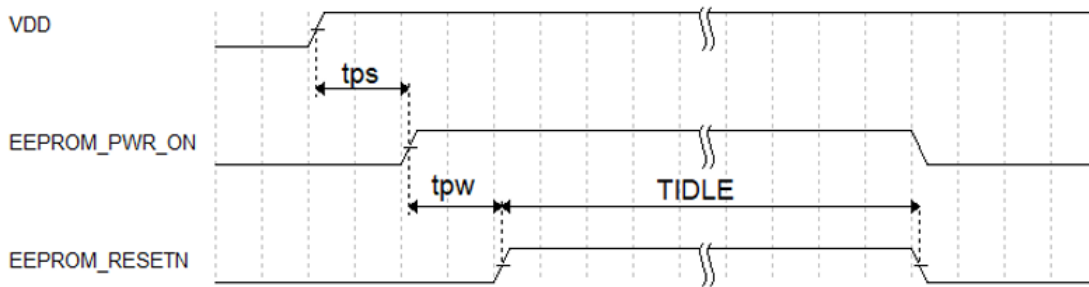 VDD
tps
EEPROM_PWR_ON
tpw
TIDLE
EEPROM_RESETN